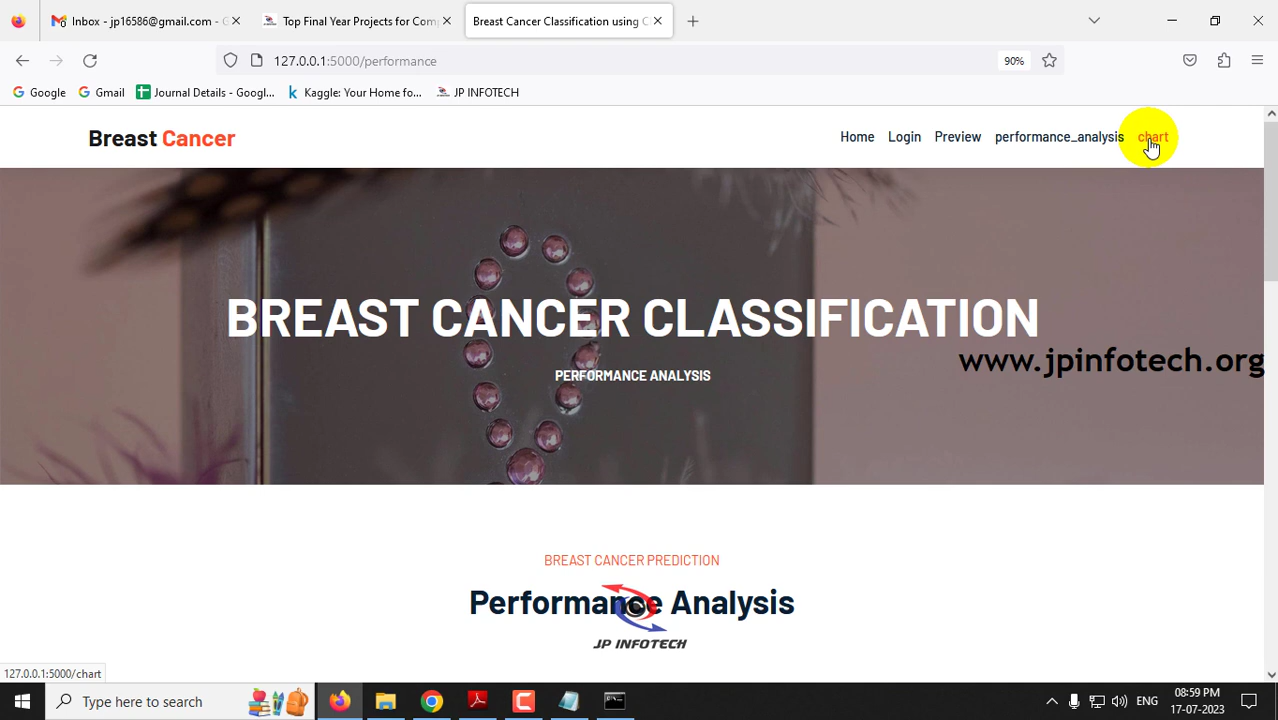 Inbox - jp16586@gmail.com - G
Top Final Year Projects for Comp
Breast Cancer Classification using C
127.0.0.1:5000/performance
90%
Google
Gmail
Journal Details - Googl...
Kaggle: Your Home fo...
JP INFOTECH
Breast Cancer
Home
Login
Preview
performance_analysis
chart
BREAST CANCER CLASSIFICATION
www.jpinfotech.org
PERFORMANCE ANALYSIS
BREAST CANCER PREDICTION
Performance Analysis
JP INFOTECH
127.0.0.1:5000/chart
Type here to search
ENG
08:59 PM
17-07-2023